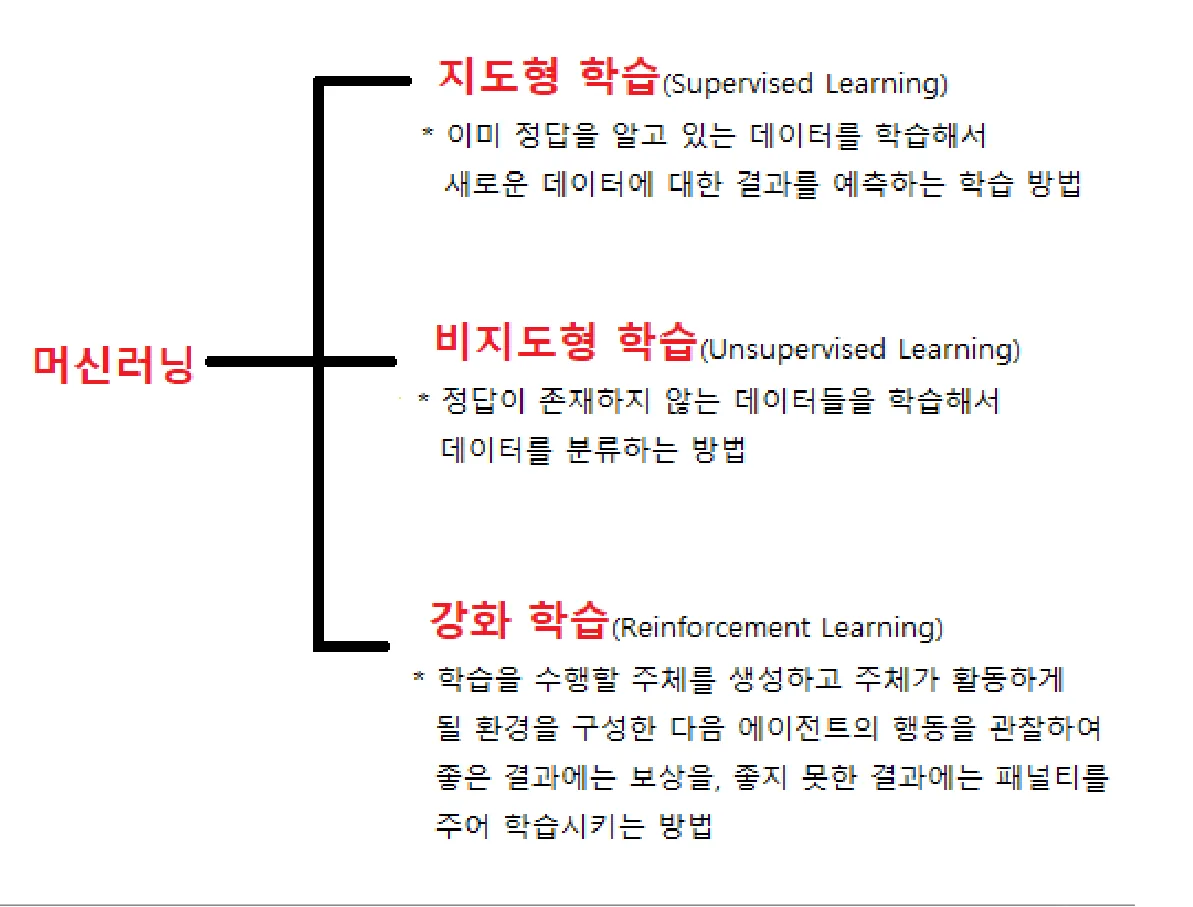 지도형 학습(Supervised Learning)
* 이미 정답을 알고 있는 데이터를 학습해서
새로운 데이터에 대한 결과를 예측하는 학습 방법
머신러닝
비지도형 학습(Unsupervised Learning)
* 정답이 존재하지 않는 데이터들을 학습해서
데이터를 분류하는 방법
강화 학습(Reinforcement Learning)
* 학습을 수행할 주체를 생성하고 주체가 활동하게
될 환경을 구성한 다음 에이전트의 행동을 관찰하여
좋은 결과에는 보상을, 좋지 못한 결과에는 패널티를
주어 학습시키는 방법